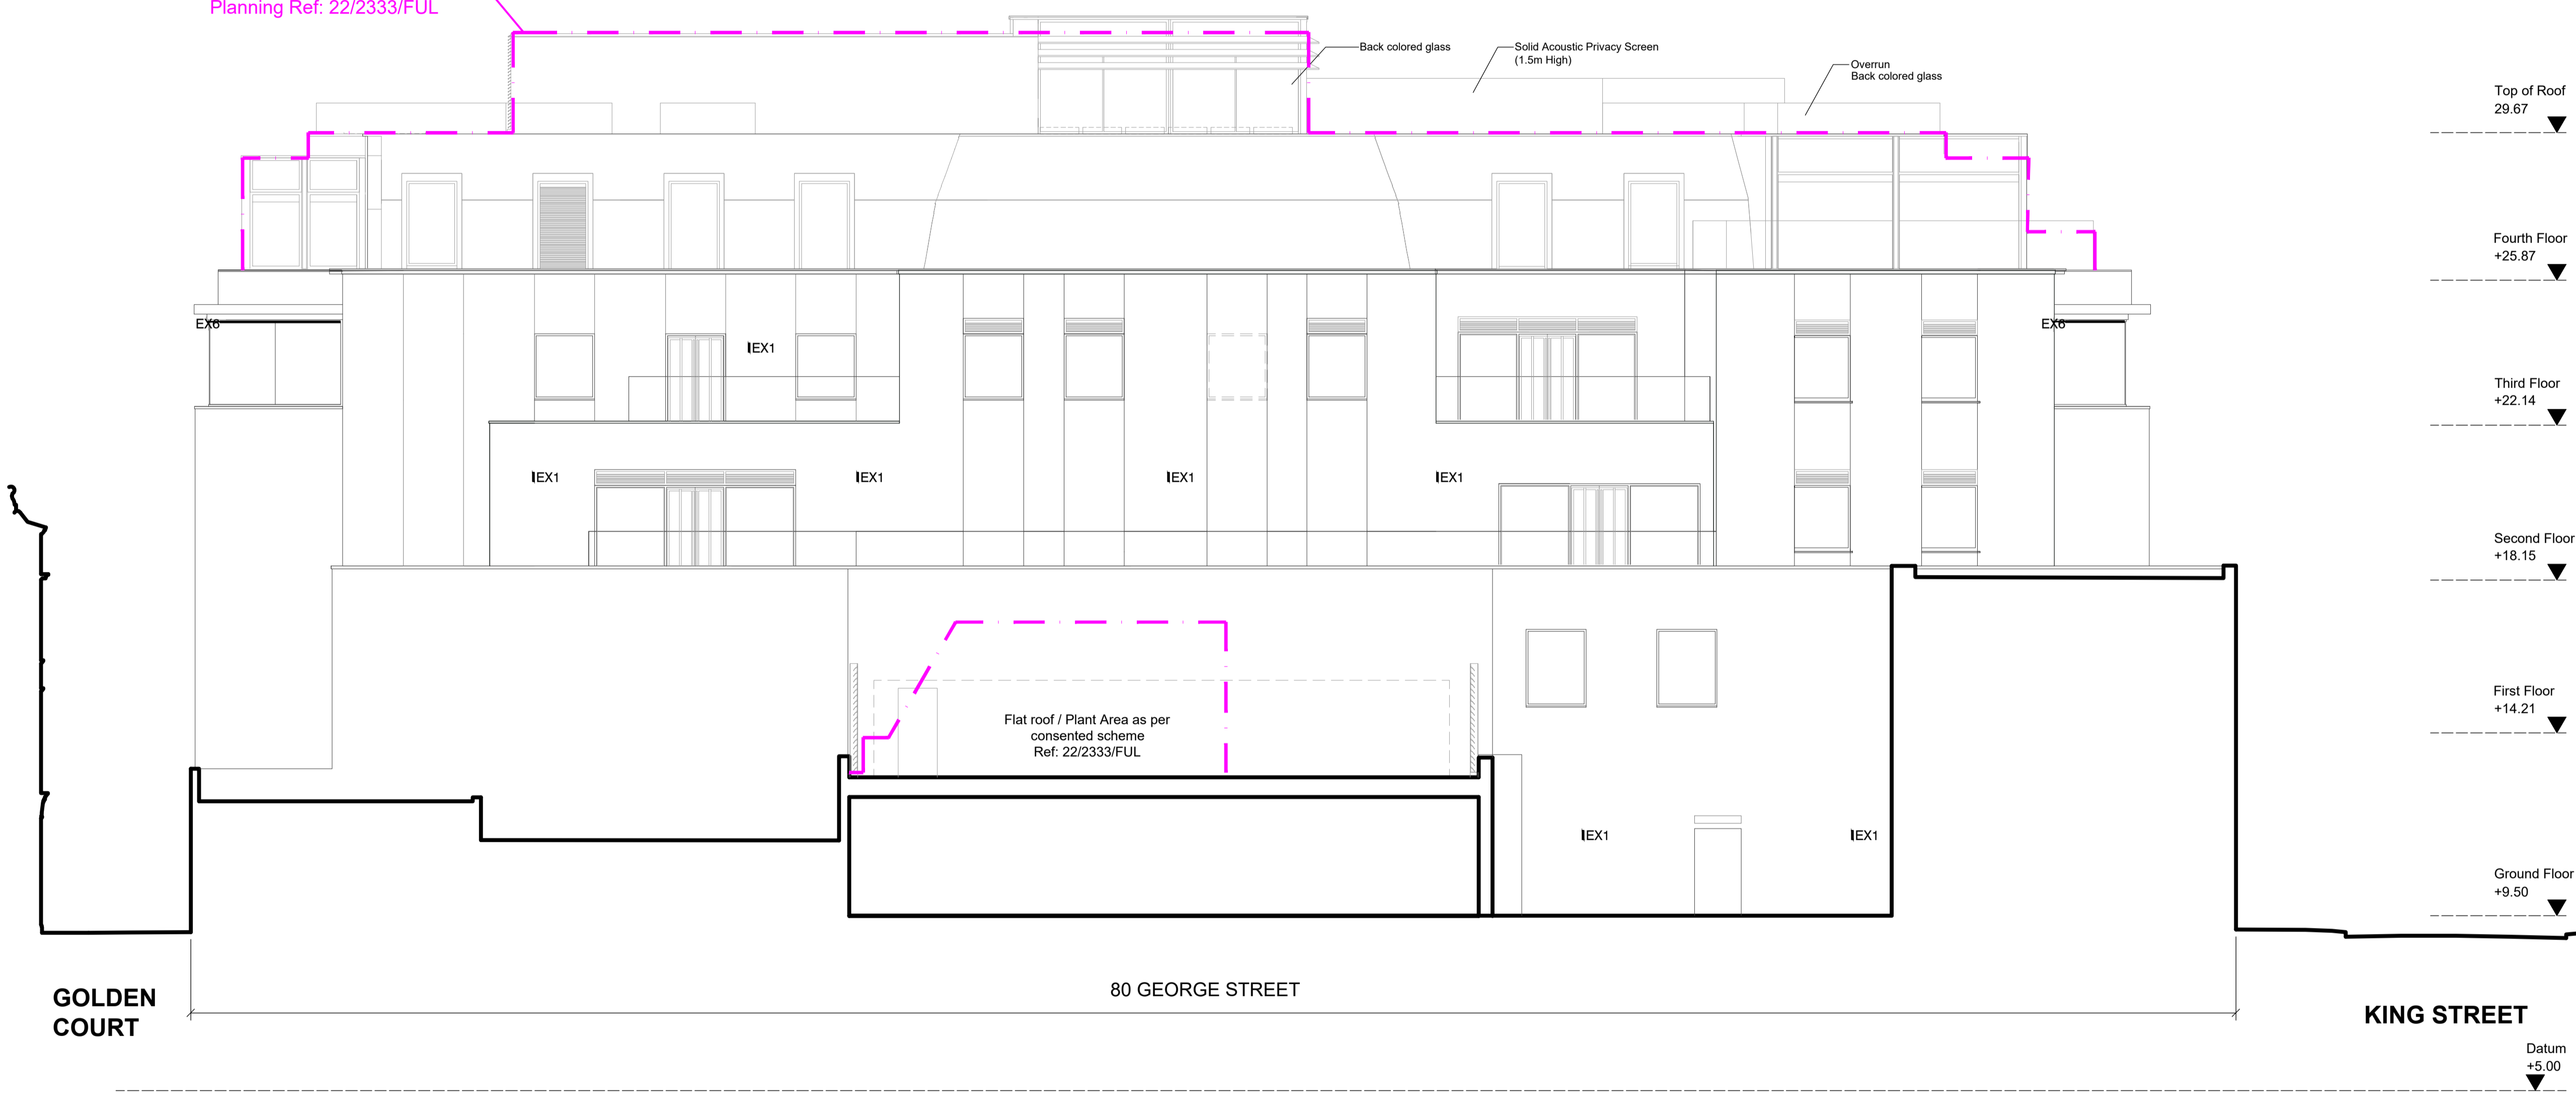 Planning Ref: 22/2333/FUL
Back colored glass
Solid Acoustic Privacy Screen
(1.5m High)
Overrun
Back colored glass
Top of Roof
29.67
Fourth Floor
+25.87
EX6
EX6
EX1
Third Floor
+22.14
EX1
EX1
EX1
EX1
Second Floor
+18.15
First Floor
+14.21
Flat roof / Plant Area as per
consented scheme
Ref: 22/2333/FUL
EX1
EX1
Ground Floor
+9.50
GOLDEN
COURT
80 GEORGE STREET
KING STREET
Datum
+5.00